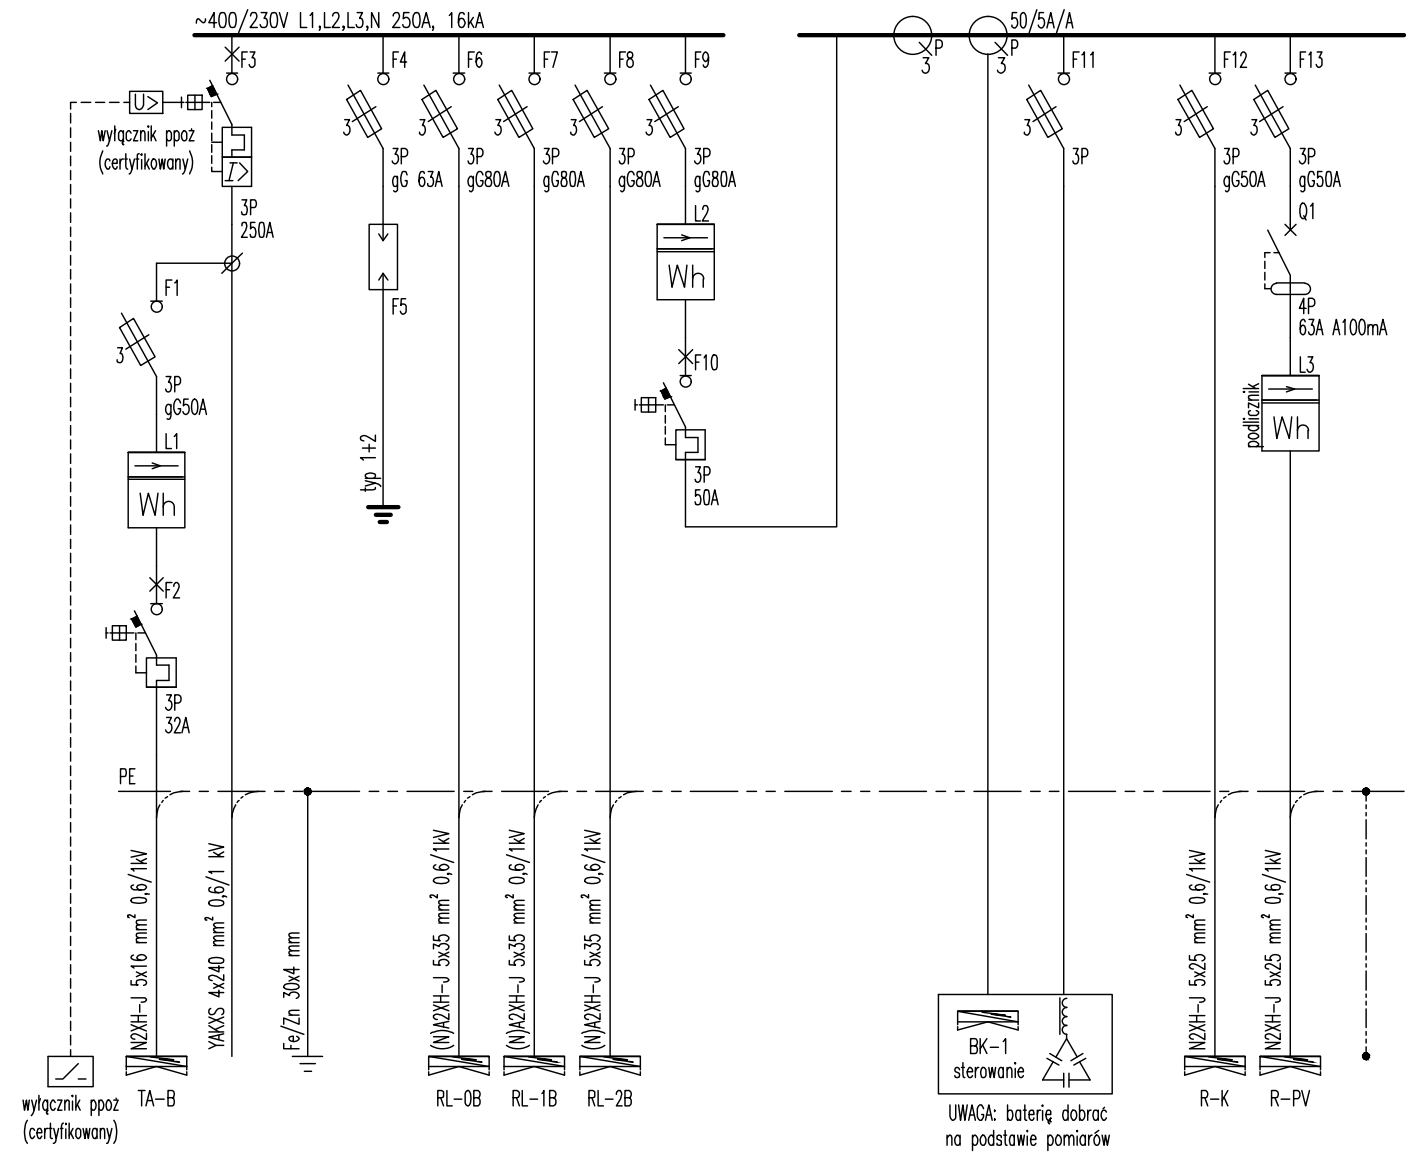 ~400/230V L1,L2,L3,N 250A, 16kA
50/5A/A
F3
F4
F6
F7
F8
F9
P
3
P
3
F11
F12
F13
U>
wyłącznik ppoż
(certyfikowany)
I>
3P
250A
3
3P
gG 63A
3
3P
gG80A
3
3P
gG80A
3
3P
gG80A
3
3P
gG80A
3
3P
3
3P
gG50A
3
3P
gG50A
Q1
4P
63A A100mA
L2
Wh
F5
typ 1+2
F10
3P
50A
L3
podlicznik
Wh
F1
3
3P
gG50A
L1
Wh
F2
3P
32A
PE
N2XH-J 5x16 mm² 0,6/1kV
YAKXS 4x240 mm² 0,6/1 kV
Fe/Zn 30x4 mm
(N)A2XH-J 5x35 mm² 0,6/1kV
(N)A2XH-J 5x35 mm² 0,6/1kV
(N)A2XH-J 5x35 mm² 0,6/1kV
N2XH-J 5x25 mm² 0,6/1kV
N2XH-J 5x25 mm² 0,6/1kV
wyłącznik ppoż
(certyfikowany)
TA-B
RL-0B
RL-1B
RL-2B
BK-1
sterowanie
UWAGA: baterię dobrać
na podstawie pomiarów
R-K
R-PV